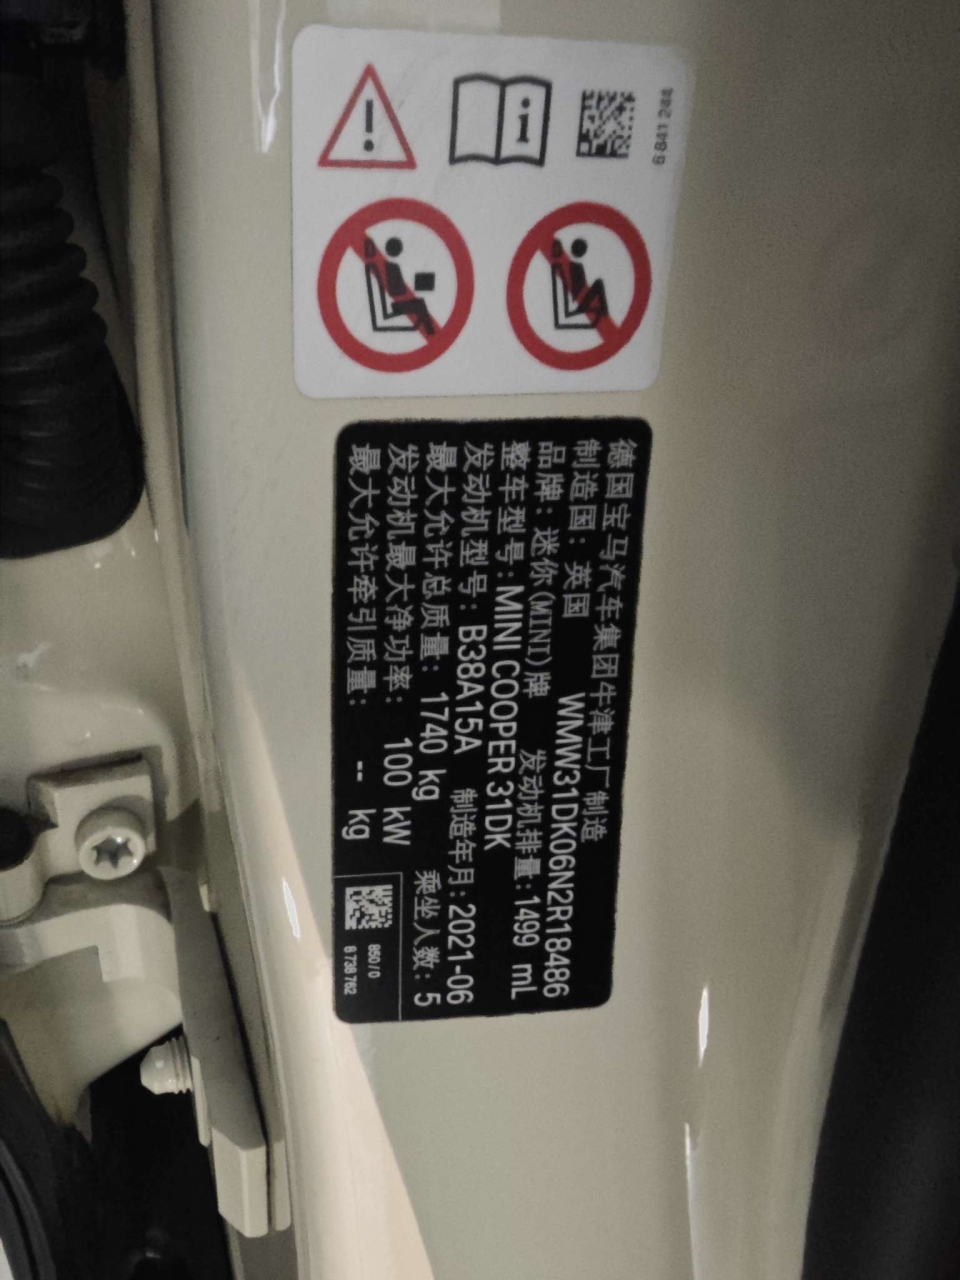 6 841 244
德国宝马汽车集团牛津工厂制造
制造国: 英国 WMW31DK06N2R18486
品牌: 迷你(MINI)牌 发动机排量:1499 mL
整车型号:MINI COOPER 31DK
发动机型号: B38A15A 制造年月:2021-06
最大允许总质量: 1740 kg 乘坐人数: 5
发动机最大净功率: 100 kW
最大允许牵引质量: -- kg
850/0
8 738 762